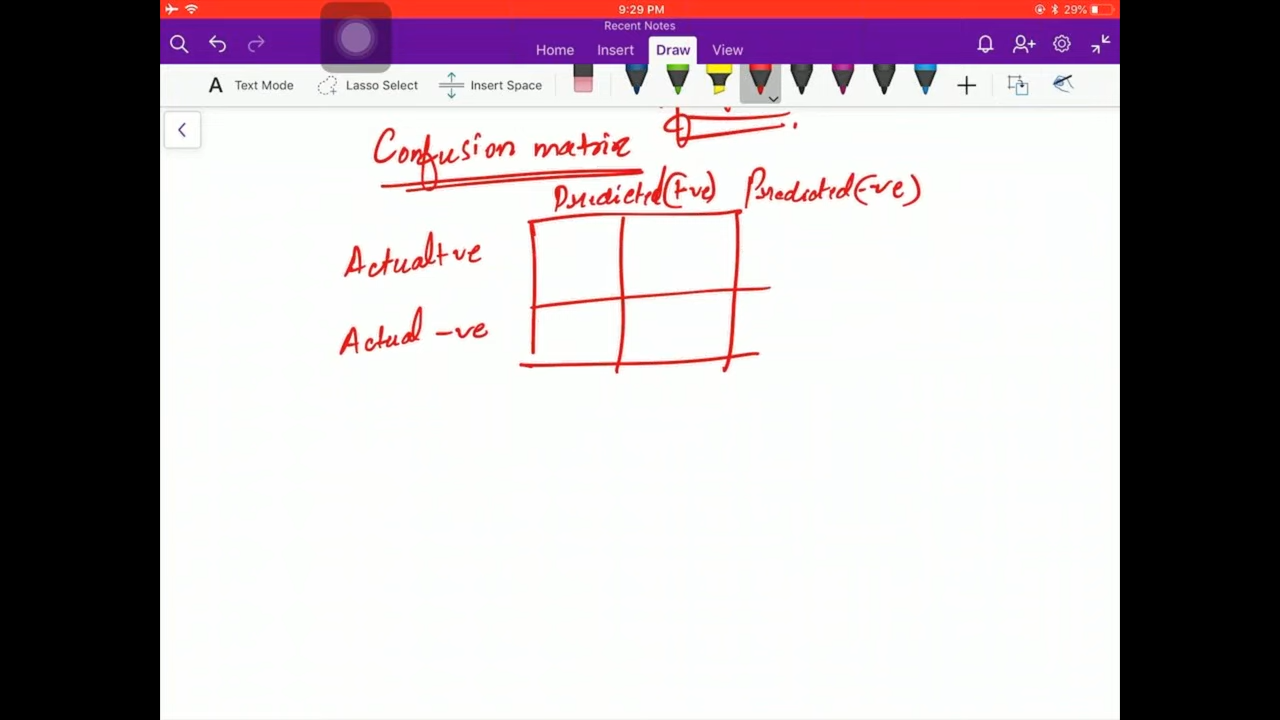 9:29 PM
29%
Recent Notes
Home Insert Draw View
A Text Mode Lasso Select Insert Space
Confusion matrix
Predicted(+ve) Predicted(-ve)
Actual+ve
Actual -ve